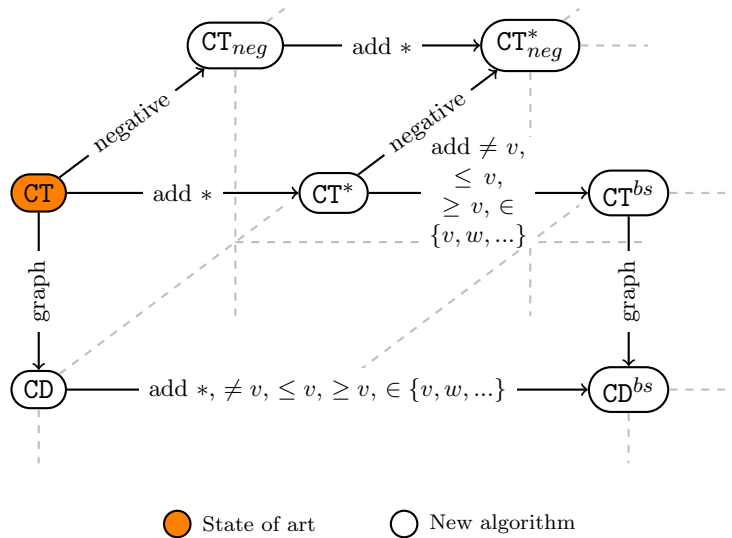 CT_neg add * CT*_neg
negative negative
add ≠ v,
≤ v,
≥ v, ∈
{v, w, ...}
CT add * CT* CT^bs
graph graph
CD add *, ≠ v, ≤ v, ≥ v, ∈ {v, w, ...} CD^bs
State of art New algorithm